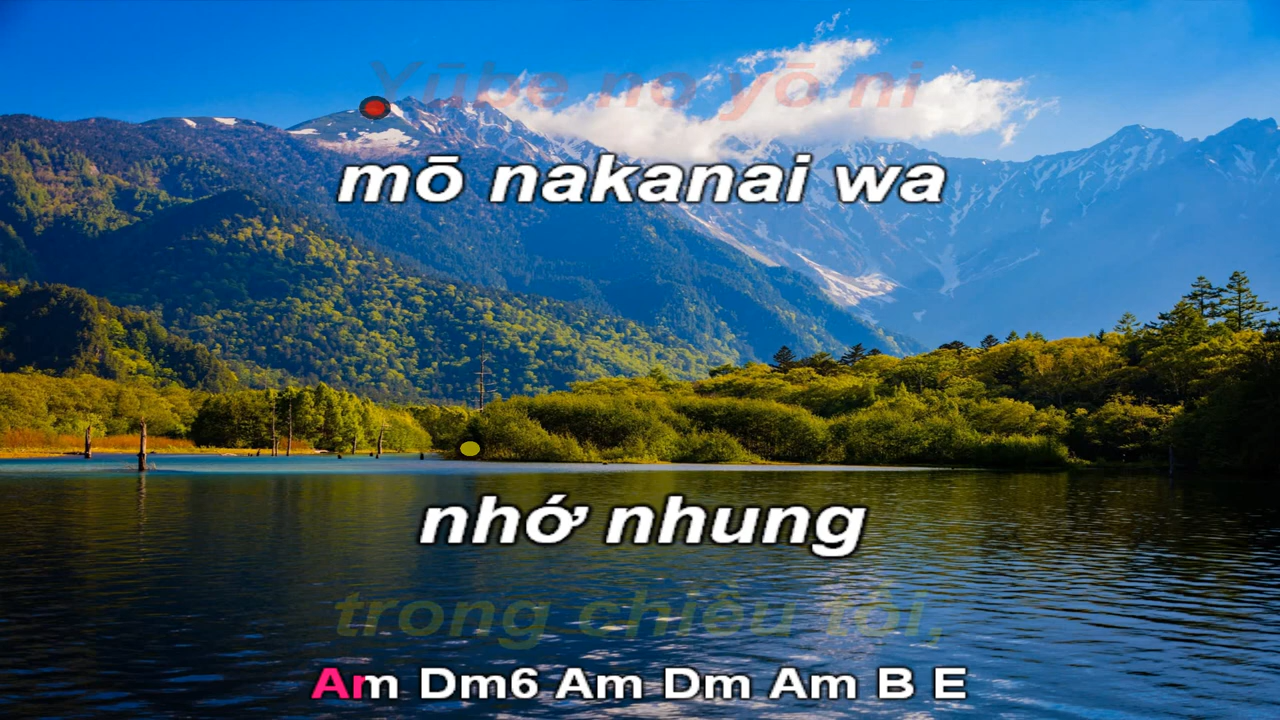 Yūbe no yō ni
mō nakanai wa
nhớ nhung
trong chiều tối,
Am Dm6 Am Dm Am B E